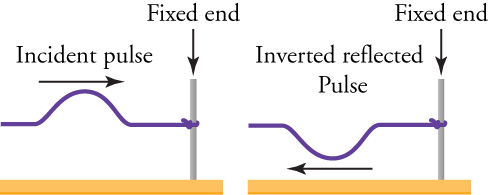 Fixed end
Incident pulse
Fixed end
Inverted reflected
Pulse